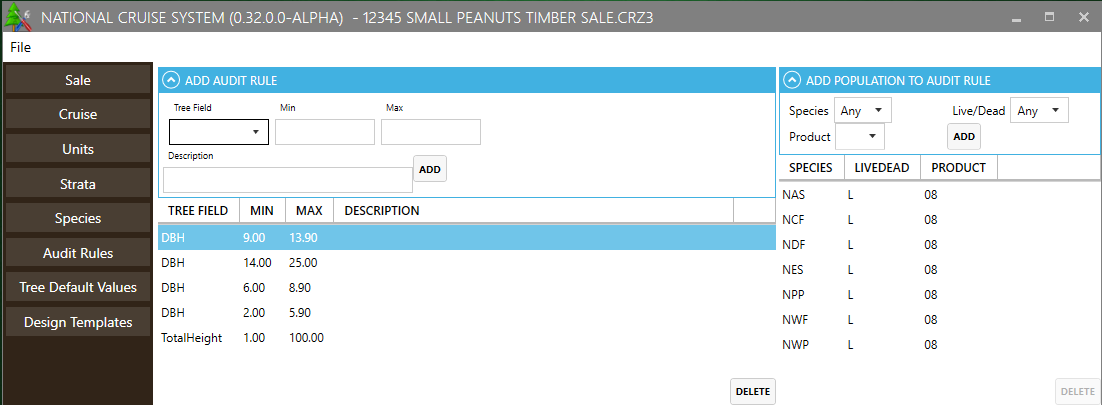 NATIONAL CRUISE SYSTEM (0.32.0.0-ALPHA) - 12345 SMALL PEANUTS TIMBER SALE.CRZ3
File
Sale
Cruise
Units
Strata
Species
Audit Rules
Tree Default Values
Design Templates
ADD AUDIT RULE
Tree Field Min Max
Description
ADD
TREE FIELD MIN MAX DESCRIPTION
DBH 9.00 13.90
DBH 14.00 25.00
DBH 6.00 8.90
DBH 2.00 5.90
TotalHeight 1.00 100.00
DELETE
ADD POPULATION TO AUDIT RULE
Species Any Live/Dead Any
Product ADD
SPECIES LIVEDEAD PRODUCT
NAS L 08
NCF L 08
NDF L 08
NES L 08
NPP L 08
NWF L 08
NWP L 08
DELETE